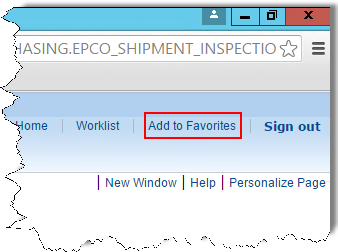 HASING.EPCO_SHIPMENT_INSPECTIO
Home Worklist Add to Favorites Sign out
New Window Help Personalize Page